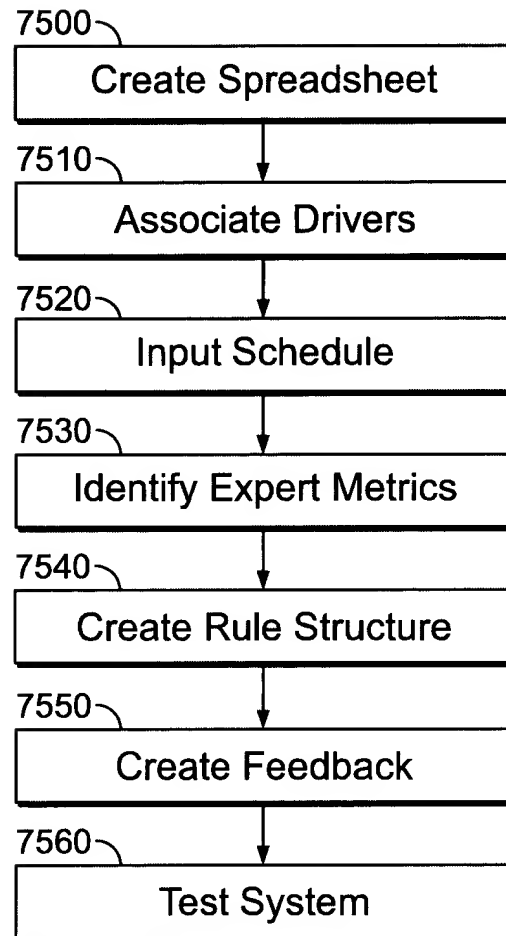 7500
Create Spreadsheet
7510
Associate Drivers
7520
Input Schedule
7530
Identify Expert Metrics
7540
Create Rule Structure
7550
Create Feedback
7560
Test System